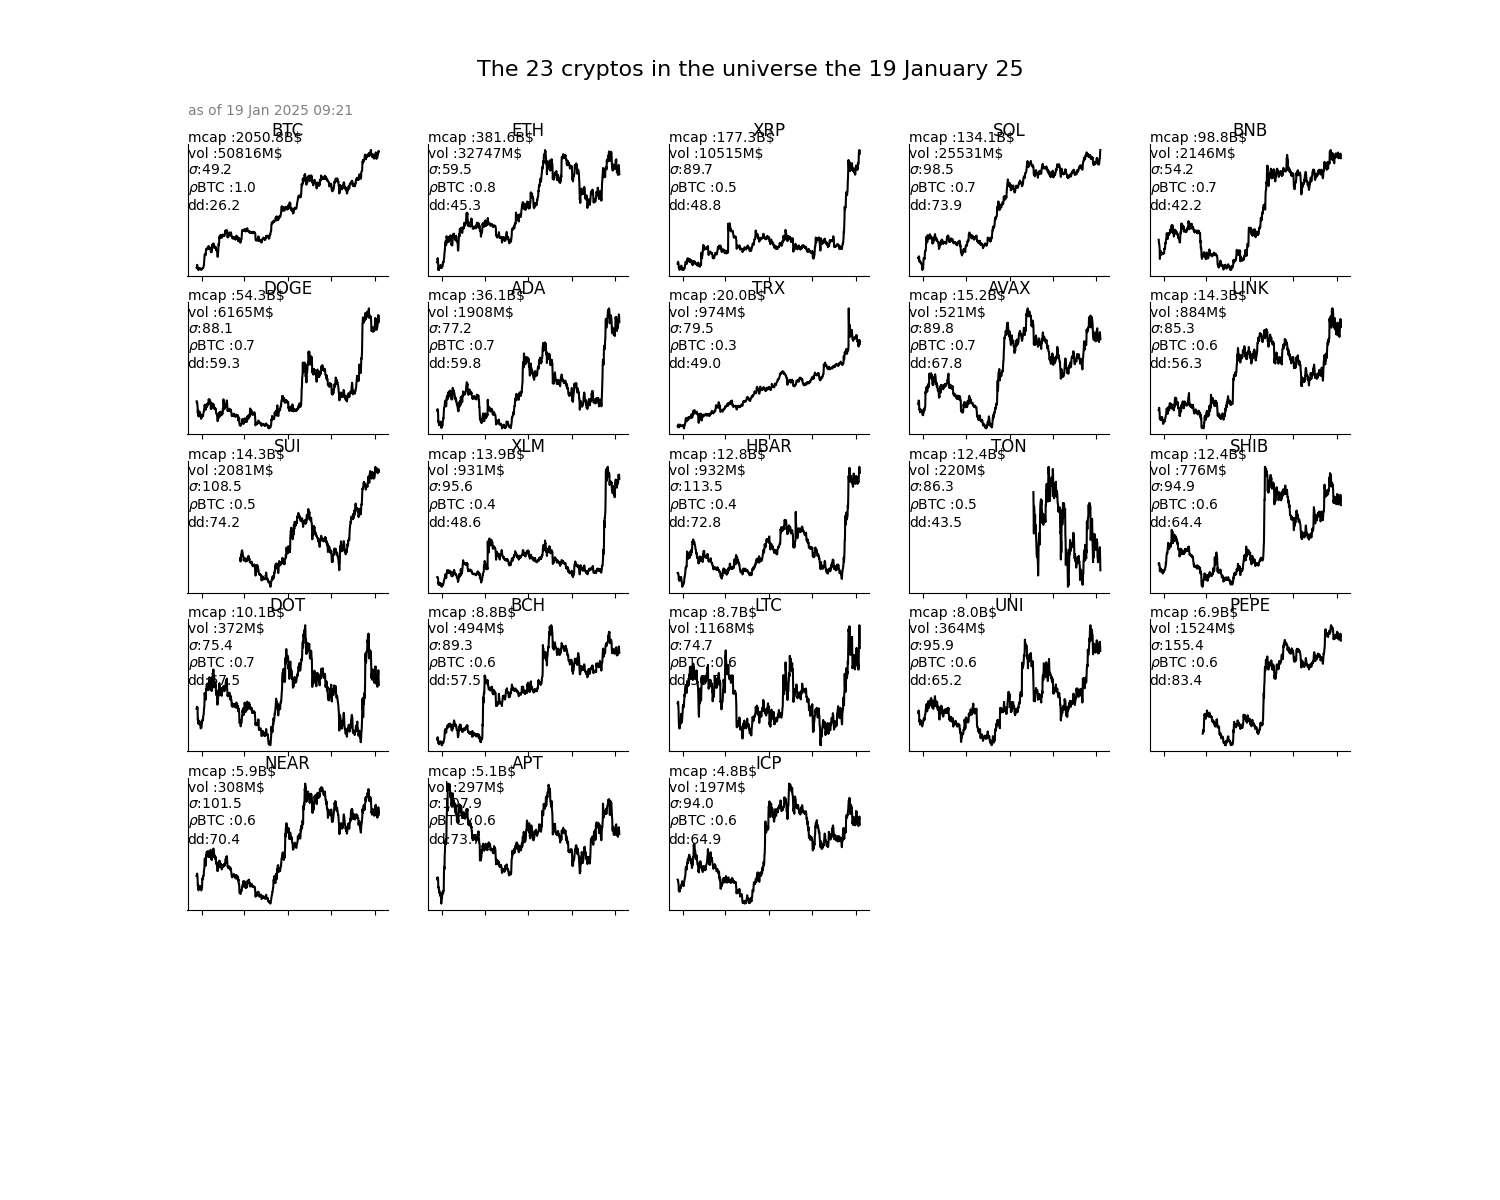 The 23 cryptos in the universe the 19 January 25
as of 19 Jan 2025 09:21
BTC
mcap :2050.8B$
vol :50816M$
σ:49.2
ρBTC :1.0
dd:26.2
ETH
mcap :381.6B$
vol :32747M$
σ:59.5
ρBTC :0.8
dd:45.3
XRP
mcap :177.3B$
vol :10515M$
σ:89.7
ρBTC :0.5
dd:48.8
SOL
mcap :134.1B$
vol :25531M$
σ:98.5
ρBTC :0.7
dd:73.9
BNB
mcap :98.8B$
vol :2146M$
σ:54.2
ρBTC :0.7
dd:42.2
DOGE
mcap :54.3B$
vol :6165M$
σ:88.1
ρBTC :0.7
dd:59.3
ADA
mcap :36.1B$
vol :1908M$
σ:77.2
ρBTC :0.7
dd:59.8
TRX
mcap :20.0B$
vol :974M$
σ:79.5
ρBTC :0.3
dd:49.0
AVAX
mcap :15.2B$
vol :521M$
σ:89.8
ρBTC :0.7
dd:67.8
LINK
mcap :14.3B$
vol :884M$
σ:85.3
ρBTC :0.6
dd:56.3
SUI
mcap :14.3B$
vol :2081M$
σ:108.5
ρBTC :0.5
dd:74.2
XLM
mcap :13.9B$
vol :931M$
σ:95.6
ρBTC :0.4
dd:48.6
HBAR
mcap :12.8B$
vol :932M$
σ:113.5
ρBTC :0.4
dd:72.8
TON
mcap :12.4B$
vol :220M$
σ:86.3
ρBTC :0.5
dd:43.5
SHIB
mcap :12.4B$
vol :776M$
σ:94.9
ρBTC :0.6
dd:64.4
DOT
mcap :10.1B$
vol :372M$
σ:75.4
ρBTC :0.7
BCH
mcap :8.8B$
vol :494M$
σ:89.3
ρBTC :0.6
dd:57.5
LTC
mcap :8.7B$
vol :1168M$
σ:74.7
ρBTC :0.6
UNI
mcap :8.0B$
vol :364M$
σ:95.9
ρBTC :0.6
dd:65.2
PEPE
mcap :6.9B$
vol :1524M$
σ:155.4
ρBTC :0.6
dd:83.4
NEAR
mcap :5.9B$
vol :308M$
σ:101.5
ρBTC :0.6
dd:70.4
APT
mcap :5.1B$
vol :297M$
σ:107.9
ρBTC :0.6
ICP
mcap :4.8B$
vol :197M$
σ:94.0
ρBTC :0.6
dd:64.9